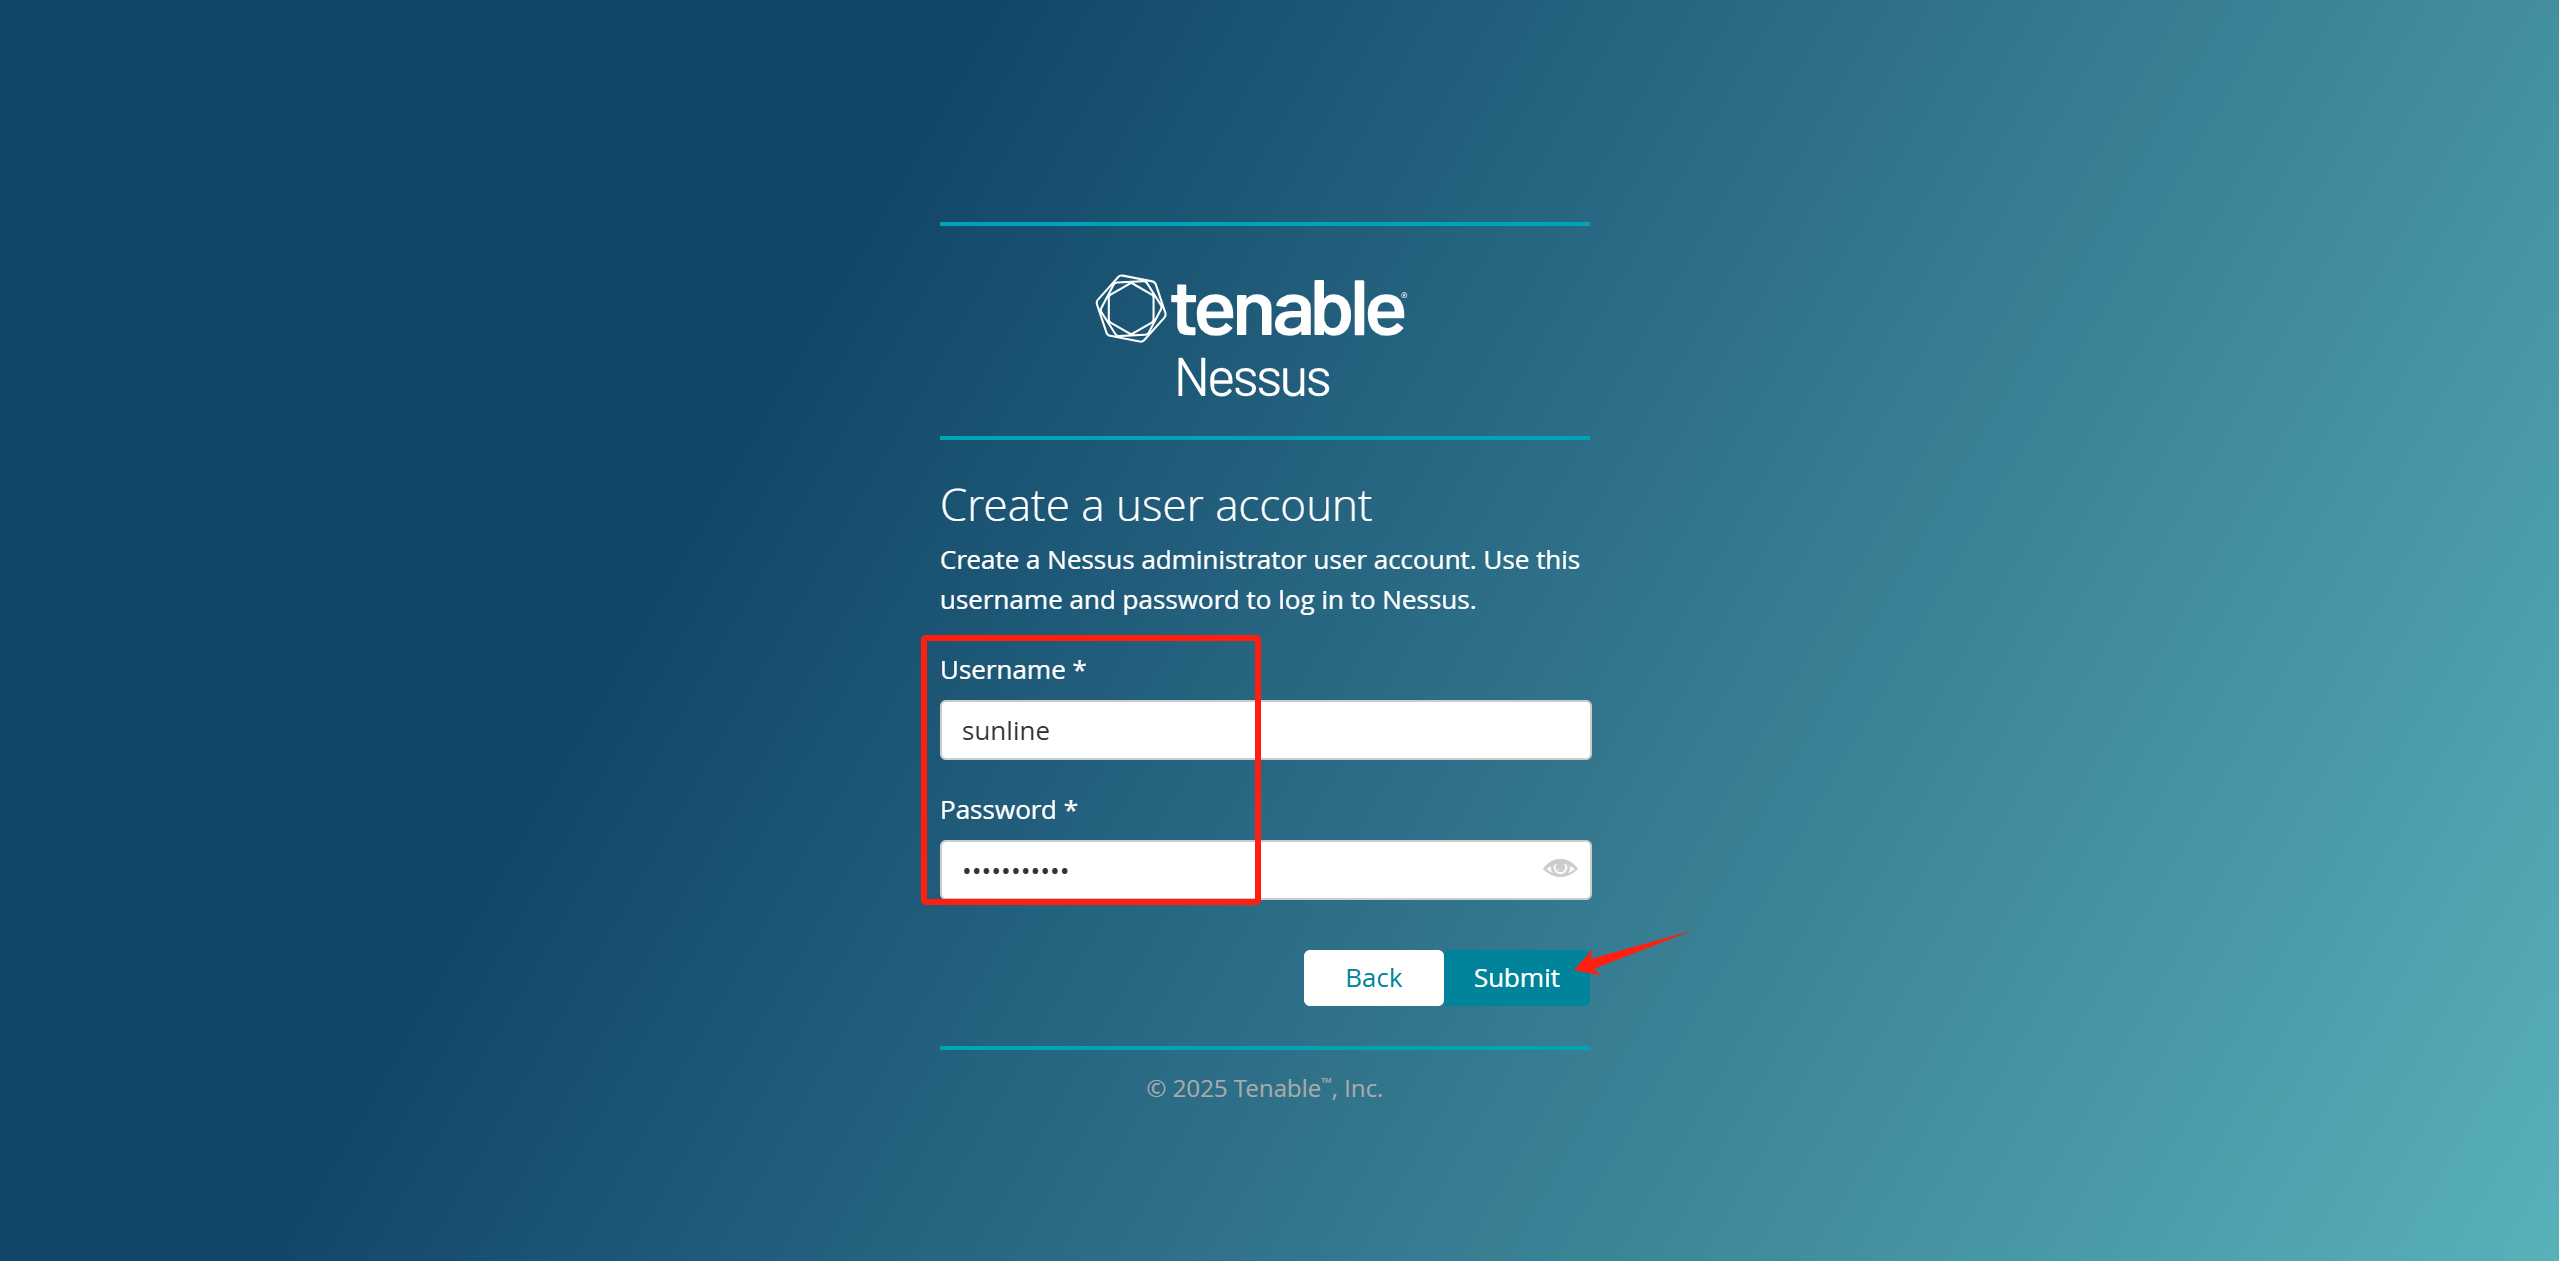 tenable®
Nessus
Create a user account
Create a Nessus administrator user account. Use this
username and password to log in to Nessus.
Username *
sunline
Password *
•••••••••••
Back
Submit
© 2025 Tenable™, Inc.